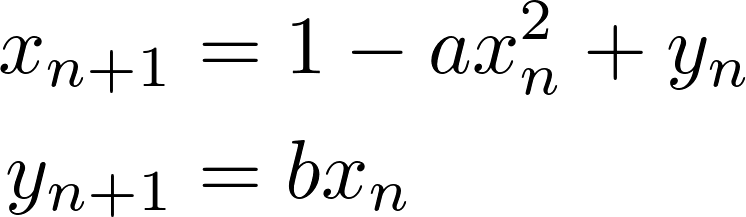 x_{n+1} = 1 - ax_n^2 + y_n
y_{n+1} = bx_n